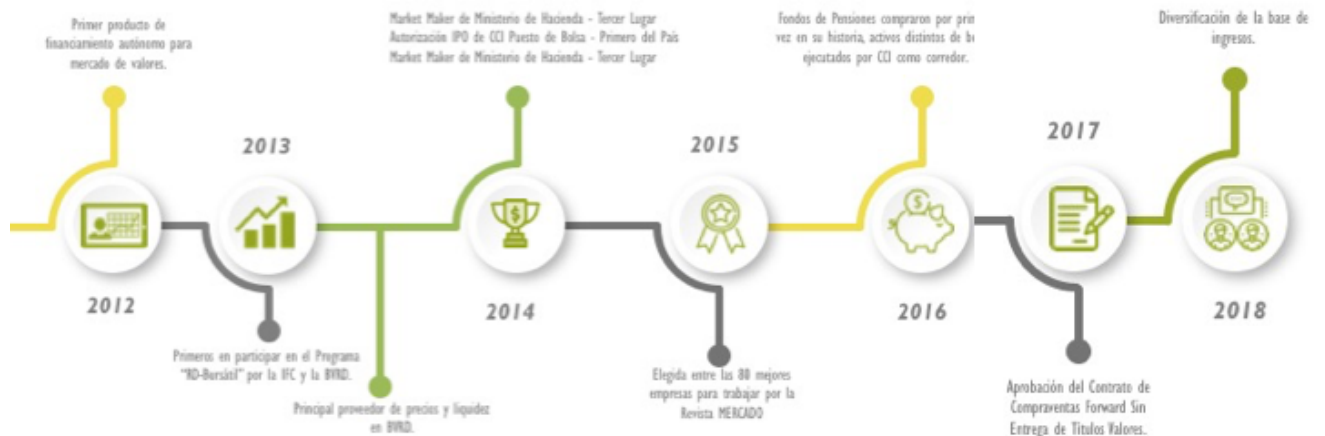 Primer producto de
financiamiento autónomo para
mercado de valores.
2012
2013
Primeros en participar en el Programa
"RD-Bursátil" por la IFC y la BVRD.
Principal proveedor de precios y liquidez
en BVRD.
Market Maker de Ministerio de Hacienda - Tercer Lugar
Autorización IPO de CCI Puesto de Bolsa - Primero del País
Market Maker de Ministerio de Hacienda - Tercer Lugar
2014
2015
Elegida entre las 80 mejores
empresas para trabajar por la
Revista MERCADO
Fondos de Pensiones compraron por
vez en su historia, activos distintos de
ejecutados por CCI como corredor.
2016
2017
Aprobación del Contrato de
Compraventas Forward Sin
Entrega de Títulos Valores.
Diversificación de la base de
ingresos.
2018